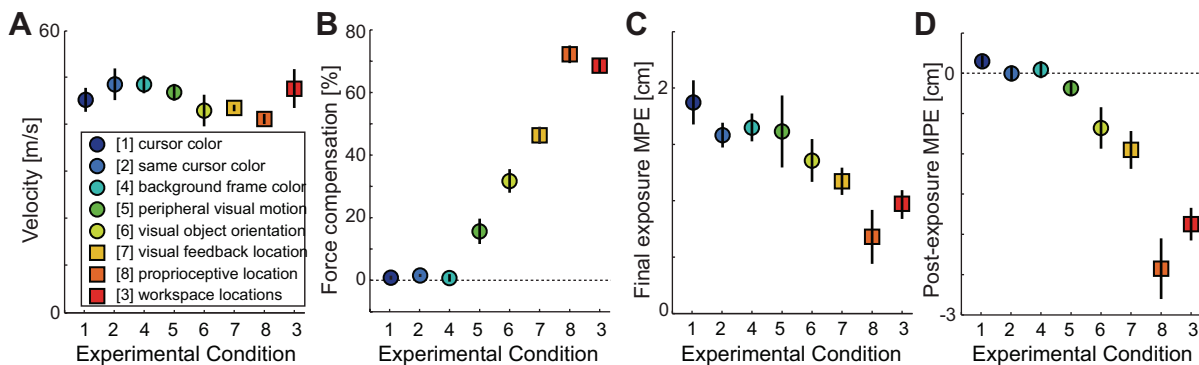 A
60
Velocity [m/s]
0
[1] cursor color
[2] same cursor color
[4] background frame color
[5] peripheral visual motion
[6] visual object orientation
[7] visual feedback location
[8] proprioceptive location
[3] workspace locations
1 2 4 5 6 7 8 3
Experimental Condition
B
80
60
40
20
0
Force compensation [%]
1 2 4 5 6 7 8 3
Experimental Condition
C
2
0
Final exposure MPE [cm]
1 2 4 5 6 7 8 3
Experimental Condition
D
0
-3
Post-exposure MPE [cm]
1 2 4 5 6 7 8 3
Experimental Condition